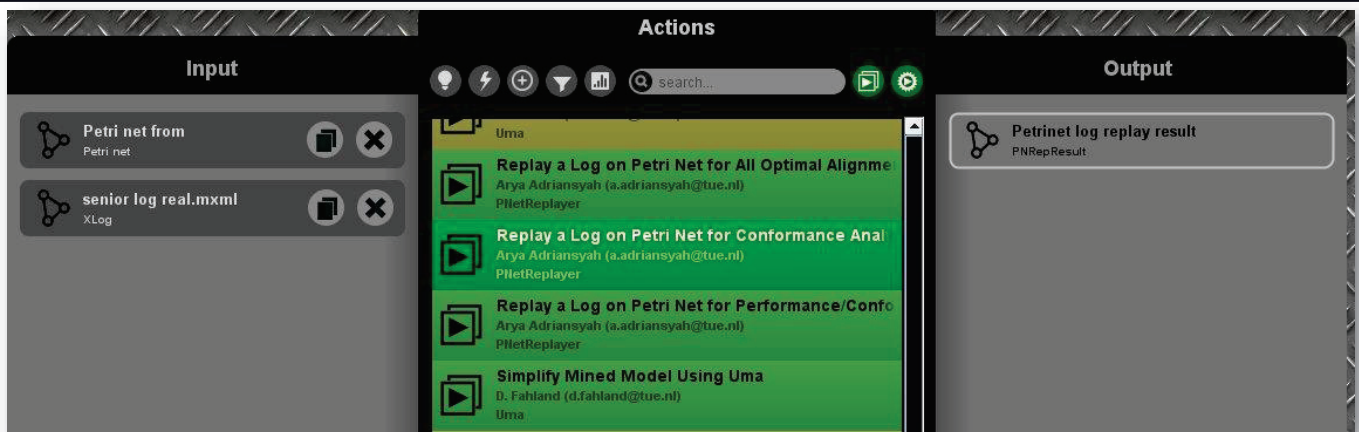 Actions
Input
Output
search...
Petri net from
Petri net
senior log real.mxml
XLog
Uma
Replay a Log on Petri Net for All Optimal Alignme
Arya Adriansyah (a.adriansyah@tue.nl)
PNetReplayer
Replay a Log on Petri Net for Conformance Anal
Arya Adriansyah (a.adriansyah@tue.nl)
PNetReplayer
Replay a Log on Petri Net for Performance/Confo
Arya Adriansyah (a.adriansyah@tue.nl)
PNetReplayer
Simplify Mined Model Using Uma
D. Fahland (d.fahland@tue.nl)
Uma
Petrinet log replay result
PNRepResult